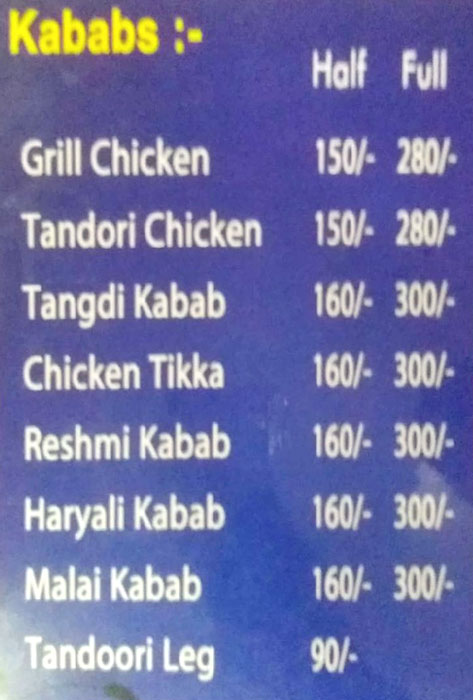 Kababs :-
Half Full
Grill Chicken 150/- 280/-
Tandori Chicken 150/- 280/-
Tangdi Kabab 160/- 300/-
Chicken Tikka 160/- 300/-
Reshmi Kabab 160/- 300/-
Haryali Kabab 160/- 300/-
Malai Kabab 160/- 300/-
Tandoori Leg 90/-